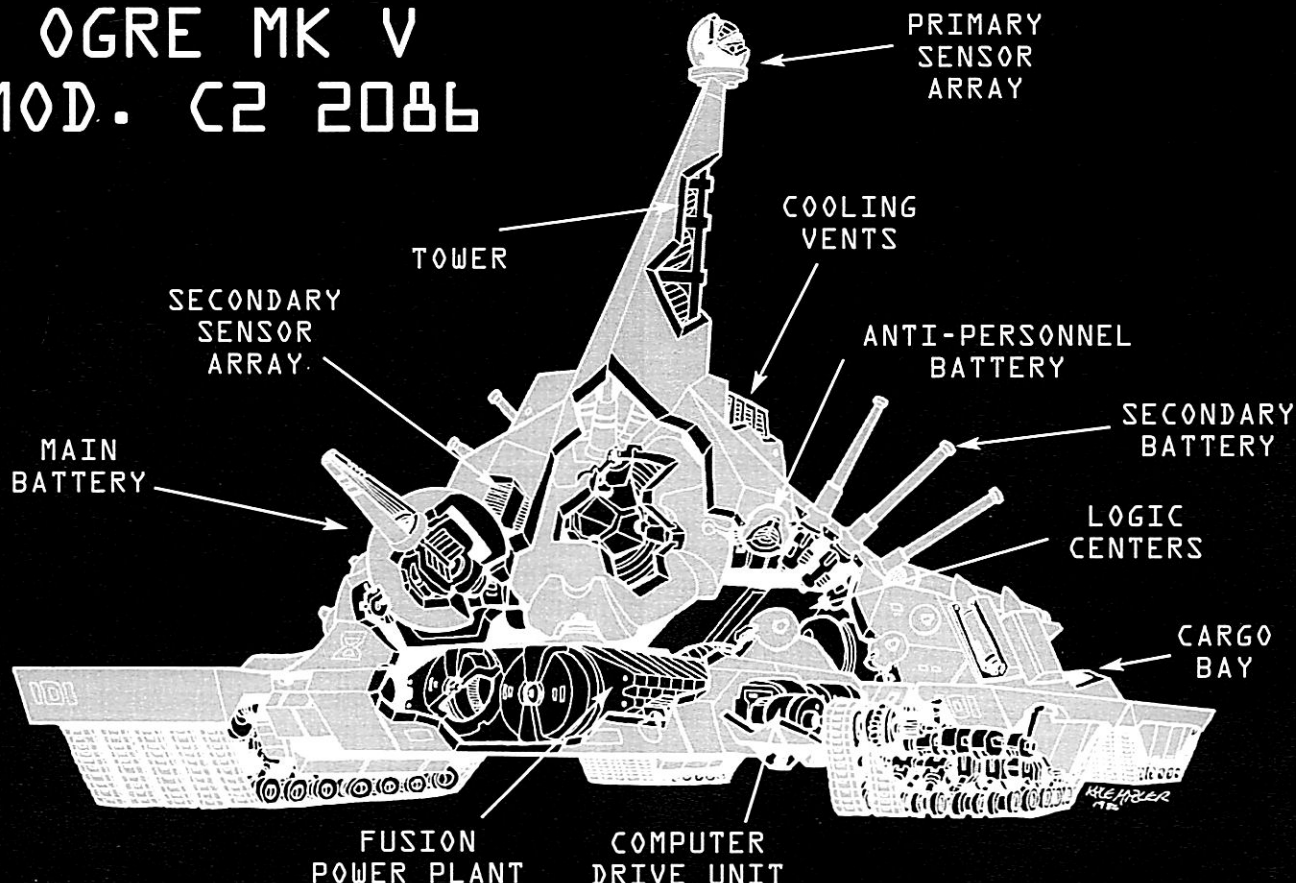 OGRE MK V
MOD. C2 2086
PRIMARY
SENSOR
ARRAY
COOLING
VENTS
TOWER
SECONDARY
SENSOR
ARRAY
ANTI-PERSONNEL
BATTERY
SECONDARY
BATTERY
MAIN
BATTERY
LOGIC
CENTERS
CARGO
BAY
FUSION
POWER PLANT
COMPUTER
DRIVE UNIT